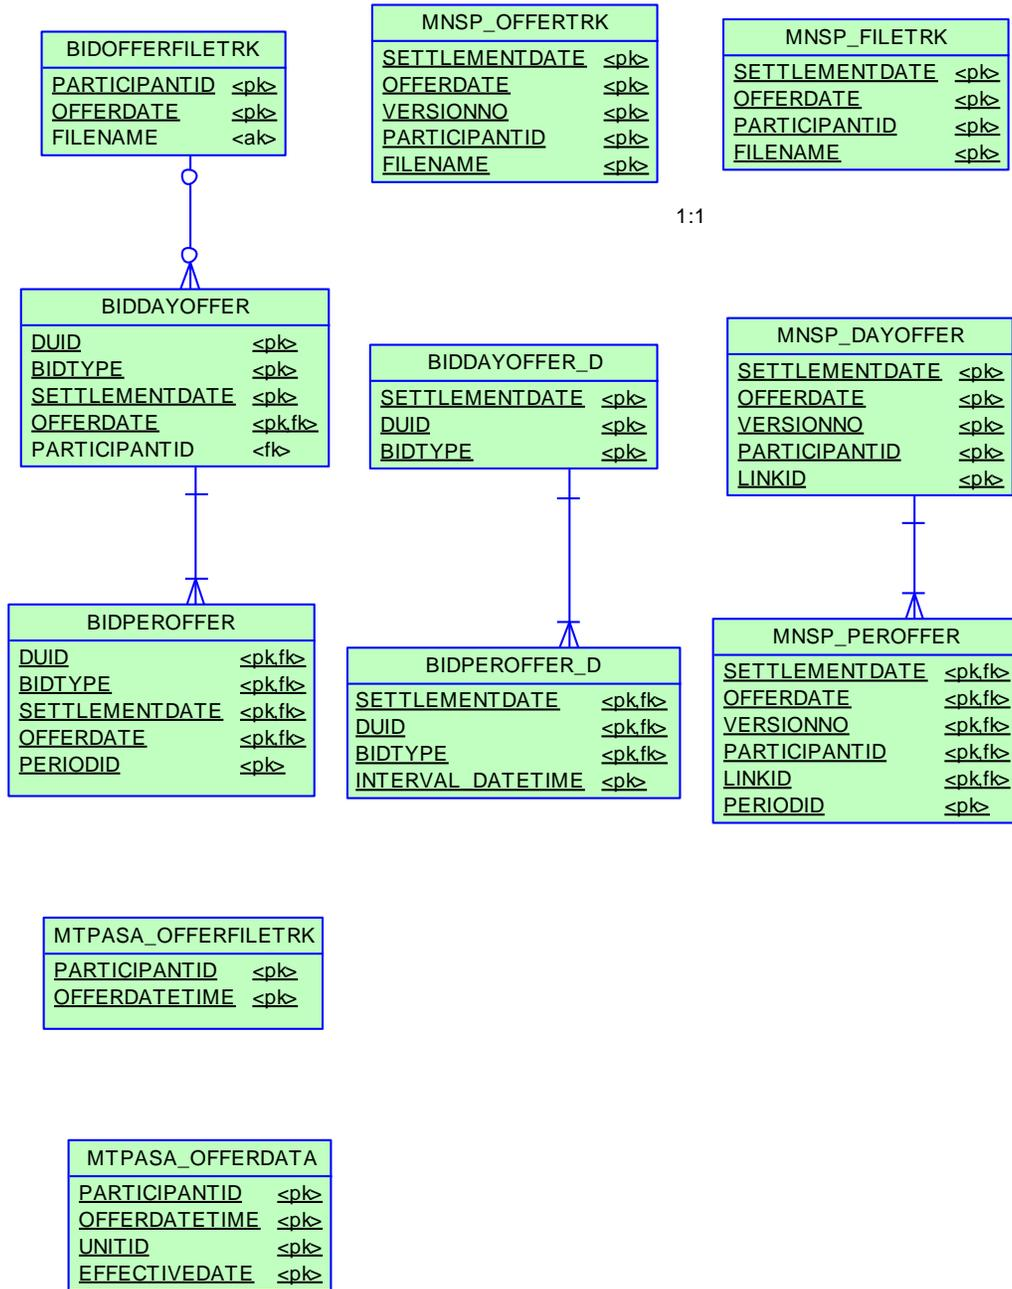 BIDOFFERFILETRK
PARTICIPANTID <pk>
OFFERDATE <pk>
FILENAME <ak>
MNSP_OFFERTRK
SETTLEMENTDATE <pk>
OFFERDATE <pk>
VERSIONNO <pk>
PARTICIPANTID <pk>
FILENAME <pk>
MNSP_FILETRK
SETTLEMENTDATE <pk>
OFFERDATE <pk>
PARTICIPANTID <pk>
FILENAME <pk>
1:1
BIDDAYOFFER
DUID <pk>
BIDTYPE <pk>
SETTLEMENTDATE <pk>
OFFERDATE <pk,fk>
PARTICIPANTID <fk>
BIDDAYOFFER_D
SETTLEMENTDATE <pk>
DUID <pk>
BIDTYPE <pk>
MNSP_DAYOFFER
SETTLEMENTDATE <pk>
OFFERDATE <pk>
VERSIONNO <pk>
PARTICIPANTID <pk>
LINKID <pk>
BIDPEROFFER
DUID <pk,fk>
BIDTYPE <pk,fk>
SETTLEMENTDATE <pk,fk>
OFFERDATE <pk,fk>
PERIODID <pk>
BIDPEROFFER_D
SETTLEMENTDATE <pk,fk>
DUID <pk,fk>
BIDTYPE <pk,fk>
INTERVAL_DATETIME <pk>
MNSP_PEROFFER
SETTLEMENTDATE <pk,fk>
OFFERDATE <pk,fk>
VERSIONNO <pk,fk>
PARTICIPANTID <pk,fk>
LINKID <pk,fk>
PERIODID <pk>
MTPASA_OFFERFILETRK
PARTICIPANTID <pk>
OFFERDATETIME <pk>
MTPASA_OFFERDATA
PARTICIPANTID <pk>
OFFERDATETIME <pk>
UNITID <pk>
EFFECTIVEDATE <pk>